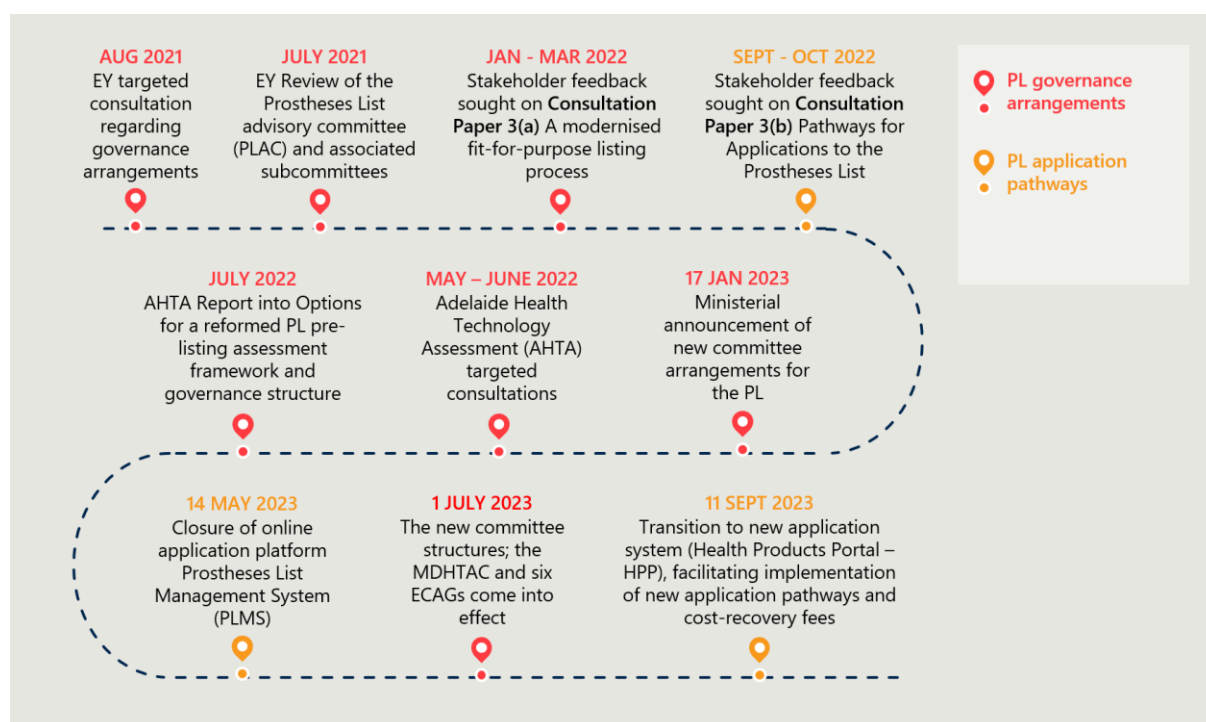 AUG 2021
EY targeted
consultation
regarding
governance
arrangements
JULY 2021
EY Review of the
Prostheses List
advisory committee
(PLAC) and associated
subcommittees
JAN - MAR 2022
Stakeholder feedback
sought on Consultation
Paper 3(a) A modernised
fit-for-purpose listing
process
SEPT - OCT 2022
Stakeholder feedback
sought on Consultation
Paper 3(b) Pathways for
Applications to the
Prostheses List
PL governance
arrangements
PL application
pathways
JULY 2022
AHTA Report into Options
for a reformed PL pre-
listing assessment
framework and
governance structure
MAY – JUNE 2022
Adelaide Health
Technology
Assessment (AHTA)
targeted
consultations
17 JAN 2023
Ministerial
announcement of
new committee
arrangements for
the PL
14 MAY 2023
Closure of online
application platform
Prostheses List
Management System
(PLMS)
1 JULY 2023
The new committee
structures; the
MDHTAC and six
ECAGs come into
effect
11 SEPT 2023
Transition to new application
system (Health Products Portal –
HPP), facilitating implementation
of new application pathways and
cost-recovery fees